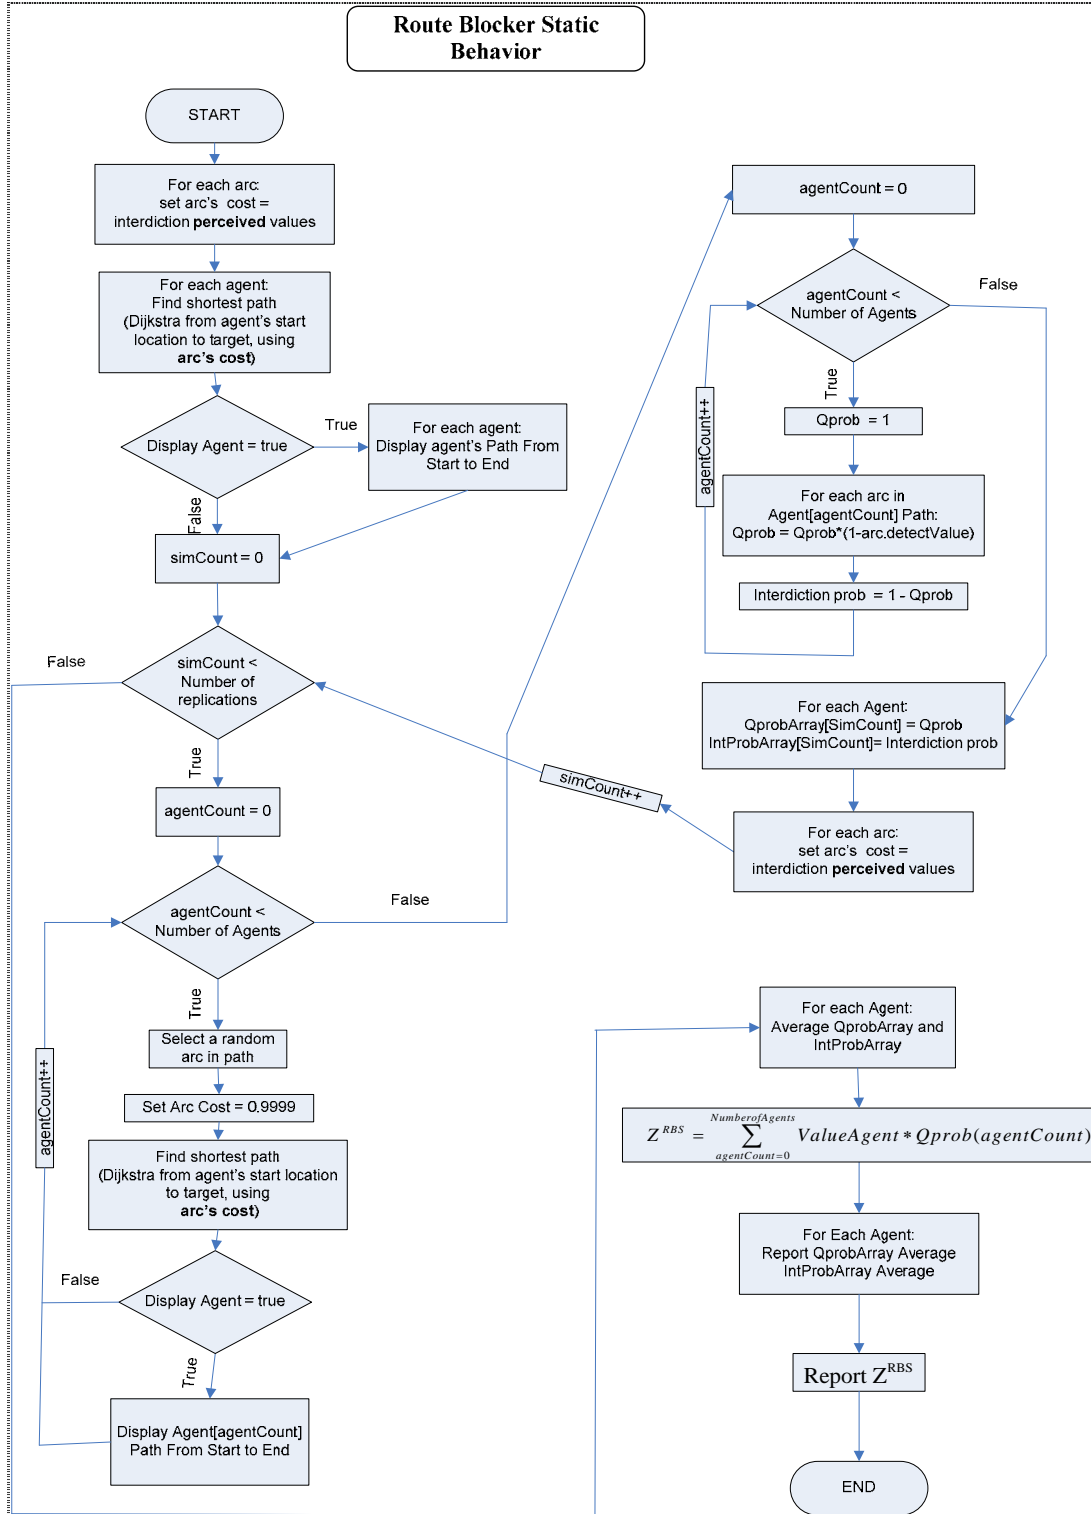 Route Blocker Static
Behavior
START
For each arc:
set arc's cost =
interdiction perceived values
For each agent:
Find shortest path
(Dijkstra from agent's start
location to target, using
arc's cost)
Display Agent = true
True
For each agent:
Display agent's Path From
Start to End
False
simCount = 0
simCount <
Number of
replications
False
True
agentCount = 0
agentCount <
Number of Agents
False
True
Select a random
arc in path
Set Arc Cost = 0.9999
Find shortest path
(Dijkstra from agent's start location
to target, using
arc's cost)
agentCount++
Display Agent = true
False
True
Display Agent[agentCount]
Path From Start to End
agentCount = 0
agentCount <
Number of Agents
False
True
Qprob = 1
For each arc in
Agent[agentCount] Path:
Qprob = Qprob*(1-arc.detectValue)
Interdiction prob = 1 - Qprob
agentCount++
For each Agent:
QprobArray[SimCount] = Qprob
IntProbArray[SimCount]= Interdiction prob
For each arc:
set arc's cost =
interdiction perceived values
simCount++
For each Agent:
Average QprobArray and
IntProbArray
Z^RBS = ∑_{agentCount=0}^{NumberofAgents} ValueAgent * Qprob(agentCount)
For Each Agent:
Report QprobArray Average
IntProbArray Average
Report Z^RBS
END